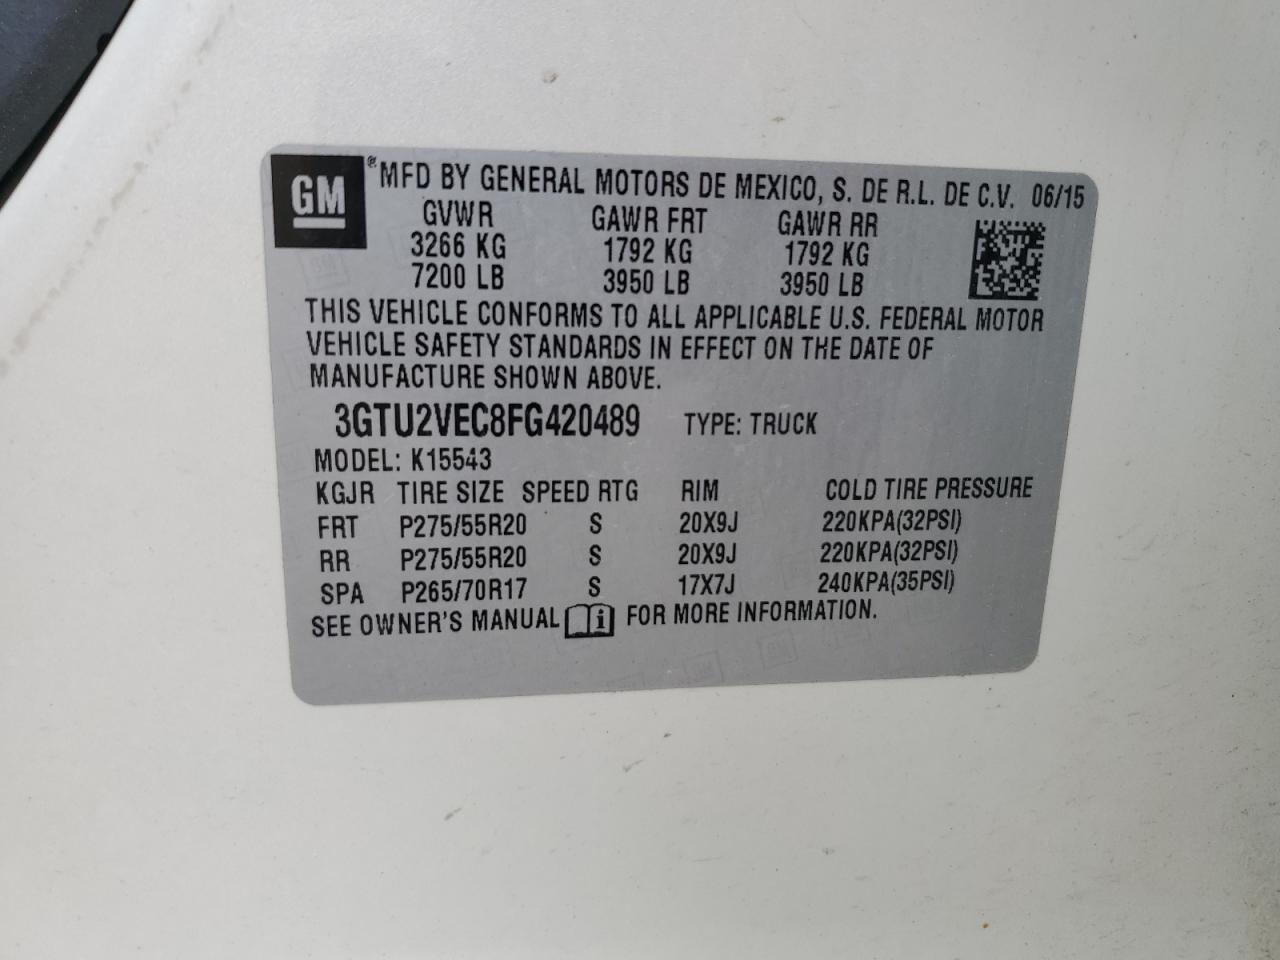 GM ® MFD BY GENERAL MOTORS DE MEXICO, S. DE R.L. DE C.V. 06/15
GVWR GAWR FRT GAWR RR
3266 KG 1792 KG 1792 KG
7200 LB 3950 LB 3950 LB
THIS VEHICLE CONFORMS TO ALL APPLICABLE U.S. FEDERAL MOTOR
VEHICLE SAFETY STANDARDS IN EFFECT ON THE DATE OF
MANUFACTURE SHOWN ABOVE.
3GTU2VEC8FG420489 TYPE: TRUCK
MODEL: K15543
KGJR TIRE SIZE SPEED RTG RIM COLD TIRE PRESSURE
FRT P275/55R20 S 20X9J 220KPA(32PSI)
RR P275/55R20 S 20X9J 220KPA(32PSI)
SPA P265/70R17 S 17X7J 240KPA(35PSI)
SEE OWNER'S MANUAL i FOR MORE INFORMATION.